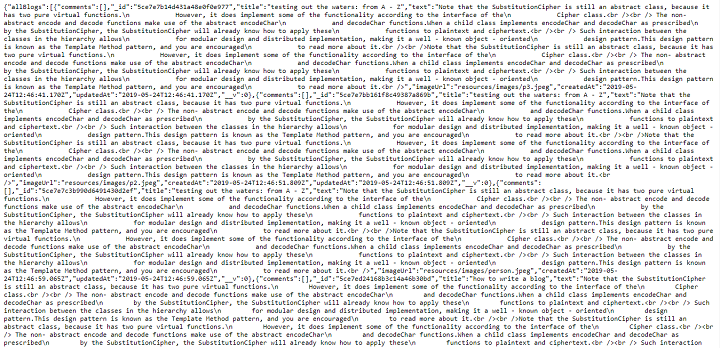 {"allBlogs":[{"comments":[],"_id":"5ce7e7b14d431a48e0f0e977","title":"testing out the waters: from A - Z","text":"Note that the SubstitutionCipher is still an abstract class, because it has
two pure virtual functions.\n However, it does implement some of the functionality according to the interface of the\n Cipher class.<br/><br /> The non- abstract
encode and decode functions make use of the abstract encodeChar\n and decodeChar functions.When a child class implements encodeChar and decodeChar as prescribed\n
by the SubstitutionCipher, the SubstitutionCipher will already know how to apply these\n functions to plaintext and ciphertext.<br /><br /> Such interaction between the
classes in the hierarchy allows\n for modular design and distributed implementation, making it a well - known object - oriented\n design pattern.This design pattern
is known as the Template Method pattern, and you are encouraged\n to read more about it.<br /><br />Note that the SubstitutionCipher is still an abstract class, because it has
two pure virtual functions.\n However, it does implement some of the functionality according to the interface of the\n Cipher class.<br/><br /> The non- abstract
encode and decode functions make use of the abstract encodeChar\n and decodeChar functions.When a child class implements encodeChar and decodeChar as prescribed\n
by the SubstitutionCipher, the SubstitutionCipher will already know how to apply these\n functions to plaintext and ciphertext.<br /><br /> Such interaction between the
classes in the hierarchy allows\n for modular design and distributed implementation, making it a well - known object - oriented\n design pattern.This design pattern
is known as the Template Method pattern, and you are encouraged\n to read more about it.<br />","imageUrl":"resources/images/p3.jpeg","createdAt":"2019-05-
24T12:46:41.170Z","updatedAt":"2019-05-24T12:46:41.170Z","__v":0},{"comments":[],"_id":"title":"testing out the waters: from A - Z","text":"Note that the
SubstitutionCipher is still an abstract class, because it has two pure virtual functions.\n However, it does implement some of the functionality according to the interface of
the\n Cipher class.<br/><br /> The non- abstract encode and decode functions make use of the abstract encodeChar\n and decodeChar functions.When a child class
implements encodeChar and decodeChar as prescribed\n by the SubstitutionCipher, the SubstitutionCipher will already know how to apply these\n functions to plaintext
and ciphertext.<br /><br /> Such interaction between the classes in the hierarchy allows\n for modular design and distributed implementation, making it a well - known object -
oriented\n design pattern.This design pattern is known as the Template Method pattern, and you are encouraged\n to read more about it.<br /><br />Note that the
SubstitutionCipher is still an abstract class, because it has two pure virtual functions.\n However, it does implement some of the functionality according to the interface of
the\n Cipher class.<br/><br /> The non- abstract encode and decode functions make use of the abstract encodeChar\n and decodeChar functions.When a child class
implements encodeChar and decodeChar as prescribed\n by the SubstitutionCipher, the SubstitutionCipher will already know how to apply these\n functions to plaintext
and ciphertext.<br /><br /> Such interaction between the classes in the hierarchy allows\n for modular design and distributed implementation, making it a well - known object -
oriented\n design pattern.This design pattern is known as the Template Method pattern, and you are encouraged\n to read more about it.<br
/>","imageUrl":"resources/images/p2.jpeg","createdAt":"2019-05-24T12:46:51.809Z","updatedAt":"2019-05-24T12:46:51.809Z","__v":0},{"comments":
[],"_id":"title":"testing out the waters: from A - Z","text":"Note that the SubstitutionCipher is still an abstract class, because it has two pure virtual
functions.\n However, it does implement some of the functionality according to the interface of the\n Cipher class.<br/><br /> The non- abstract encode and decode
functions make use of the abstract encodeChar\n and decodeChar functions.When a child class implements encodeChar and decodeChar as prescribed\n by the
SubstitutionCipher, the SubstitutionCipher will already know how to apply these\n functions to plaintext and ciphertext.<br /><br /> Such interaction between the classes in the
hierarchy allows\n for modular design and distributed implementation, making it a well - known object - oriented\n design pattern.This design pattern is known
as the Template Method pattern, and you are encouraged\n to read more about it.<br /><br />Note that the SubstitutionCipher is still an abstract class, because it has two pure
virtual functions.\n However, it does implement some of the functionality according to the interface of the\n Cipher class.<br/><br /> The non- abstract encode and
decode functions make use of the abstract encodeChar\n and decodeChar functions.When a child class implements encodeChar and decodeChar as prescribed\n by the
SubstitutionCipher, the SubstitutionCipher will already know how to apply these\n functions to plaintext and ciphertext.<br /><br /> Such interaction between the classes in the
hierarchy allows\n for modular design and distributed implementation, making it a well - known object - oriented\n design pattern.This design pattern is known
as the Template Method pattern, and you are encouraged\n to read more about it.<br />","imageUrl":"resources/images/person.jpeg","createdAt":"2019-05-
24T12:46:59.065Z","updatedAt":"2019-05-24T12:46:59.065Z","__v":0},{"comments":[],"_id":"title":"how to write a blog","text":"Note that the SubstitutionCipher
is still an abstract class, because it has two pure virtual functions.\n However, it does implement some of the functionality according to the interface of the\n Cipher
class.<br/><br /> The non- abstract encode and decode functions make use of the abstract encodeChar\n and decodeChar functions.When a child class implements encodeChar and
decodeChar as prescribed\n by the SubstitutionCipher, the SubstitutionCipher will already know how to apply these\n functions to plaintext and ciphertext.<br /><br /> Such
interaction between the classes in the hierarchy allows\n for modular design and distributed implementation, making it a well - known object - oriented\n design
pattern.This design pattern is known as the Template Method pattern, and you are encouraged\n to read more about it.<br /><br />Note that the SubstitutionCipher is still an
abstract class, because it has two pure virtual functions.\n However, it does implement some of the functionality according to the interface of the\n Cipher class.<br/><br
/> The non- abstract encode and decode functions make use of the abstract encodeChar\n and decodeChar functions.When a child class implements encodeChar and decodeChar as
prescribed\n by the SubstitutionCipher, the SubstitutionCipher will already know how to apply these\n functions to plaintext and ciphertext.<br /><br /> Such interaction